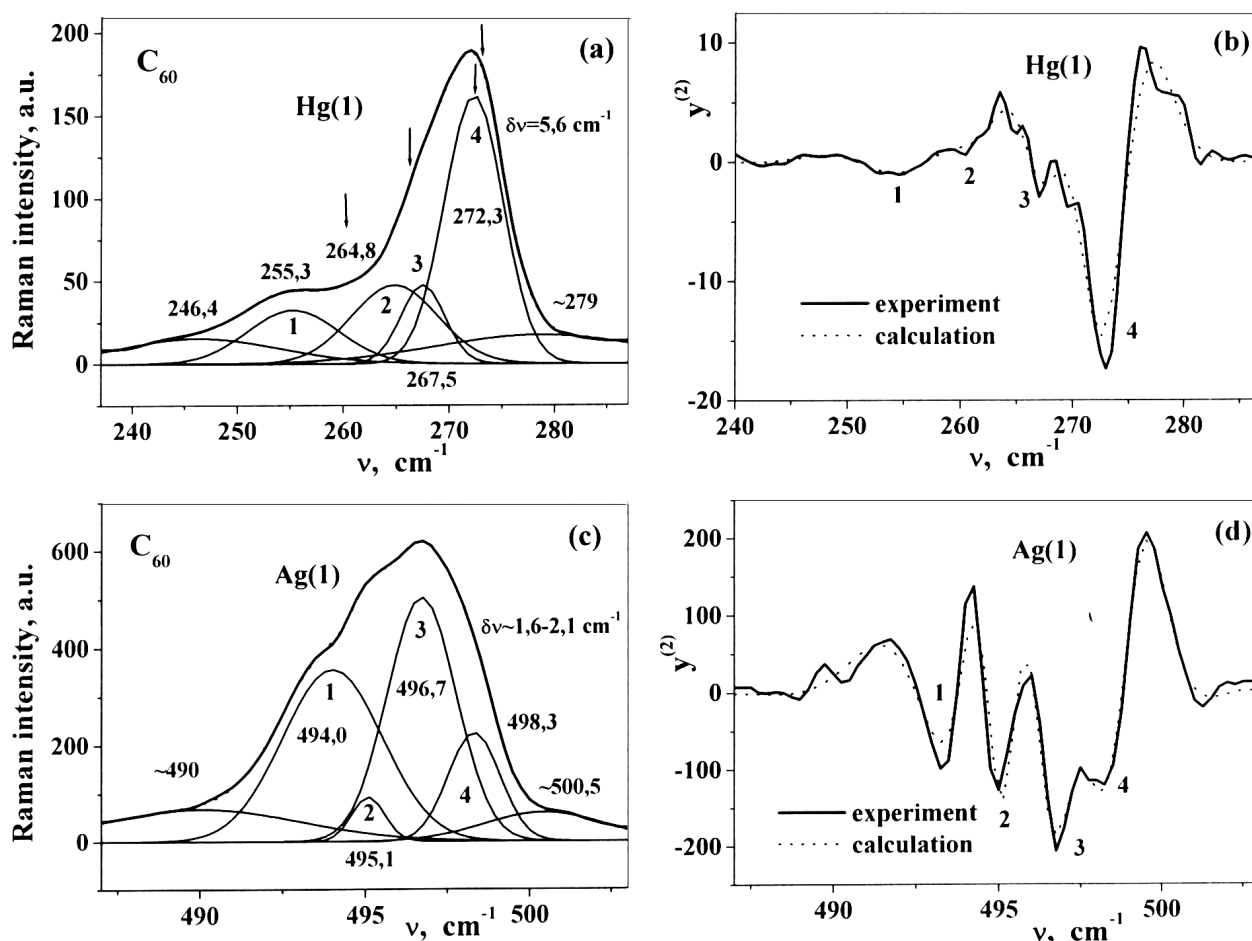 (a)
C60
Hg(1)
δν=5,6 cm-1
4
272,3
3
264,8
255,3
246,4
2
1
~279
267,5
200
150
100
50
0
Raman intensity, a.u.
240 250 260 270 280
ν, cm-1
(b)
Hg(1)
y(2)
10
0
-10
-20
1
2
3
4
experiment
calculation
240 250 260 270 280
ν, cm-1
(c)
C60
Ag(1)
δν~1,6-2,1 cm-1
3
1
496,7
494,0
498,3
~490
~500,5
4
2
495,1
600
400
200
0
Raman intensity, a.u.
490 495 500
ν, cm-1
(d)
Ag(1)
y(2)
200
100
0
-100
-200
1
2
3
4
experiment
calculation
490 495 500
ν, cm-1